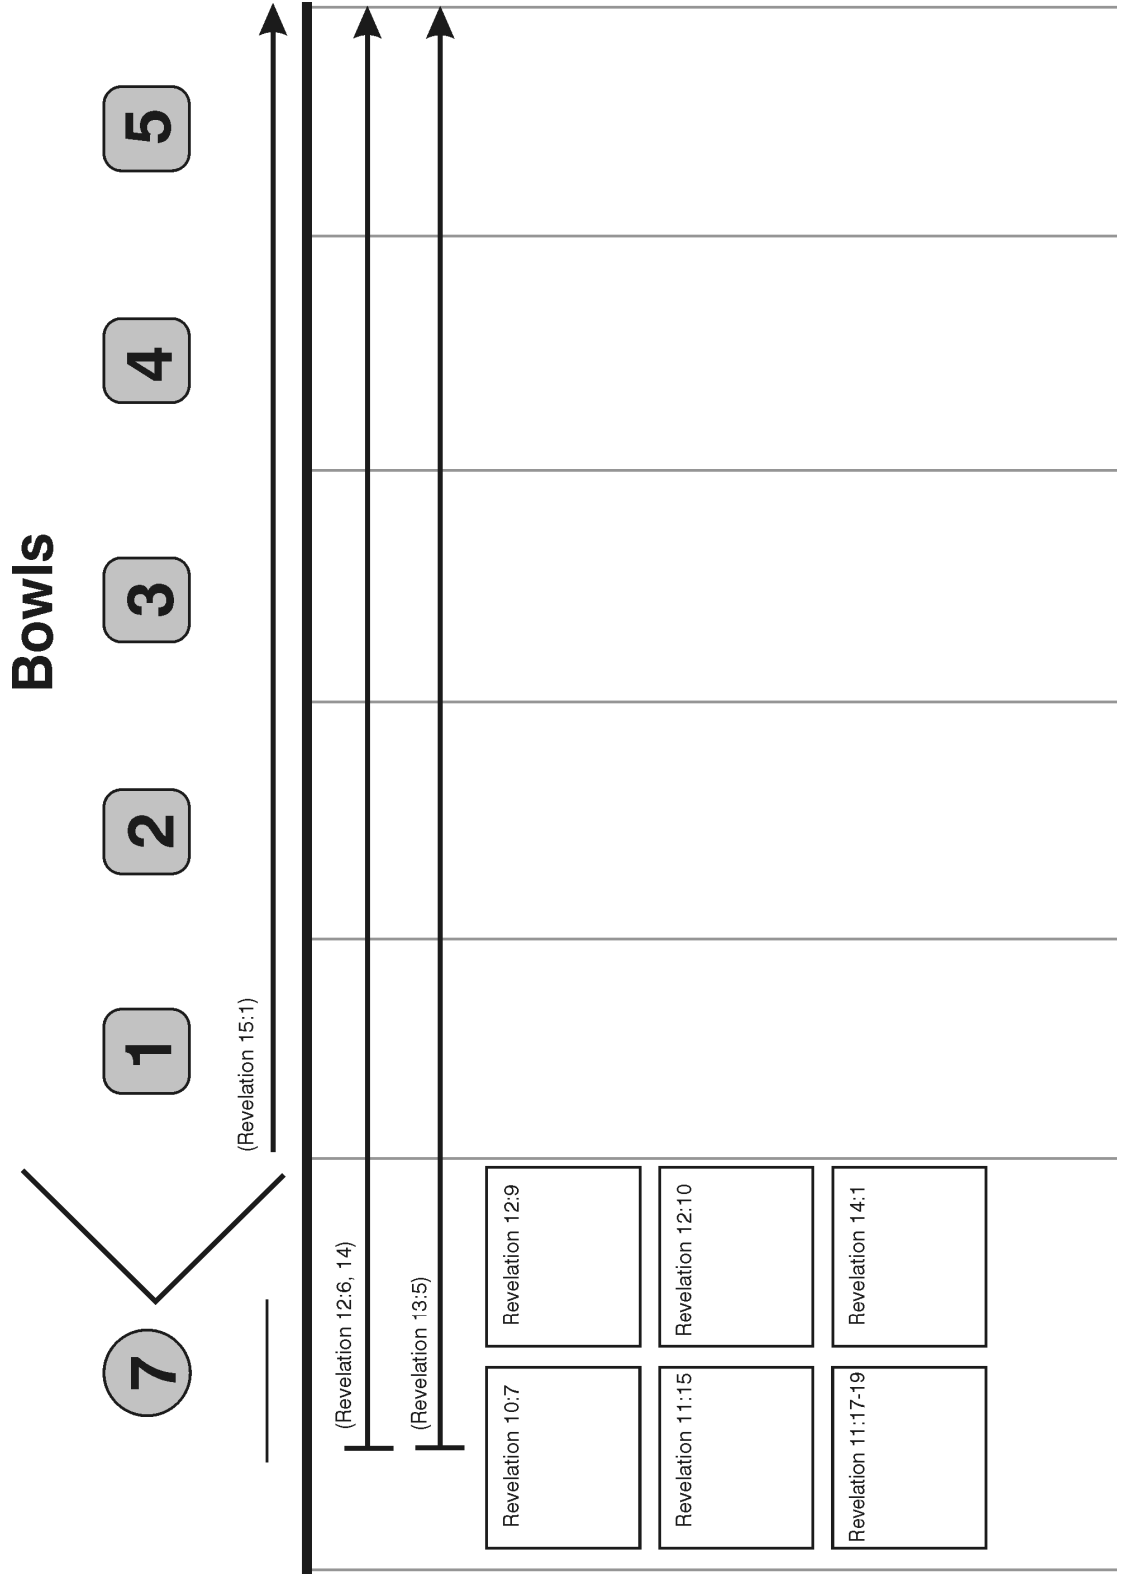 Bowls
7
1
2
3
4
5
(Revelation 15:1)
(Revelation 12:6, 14)
(Revelation 13:5)
Revelation 10:7
Revelation 12:9
Revelation 11:15
Revelation 12:10
Revelation 11:17-19
Revelation 14:1